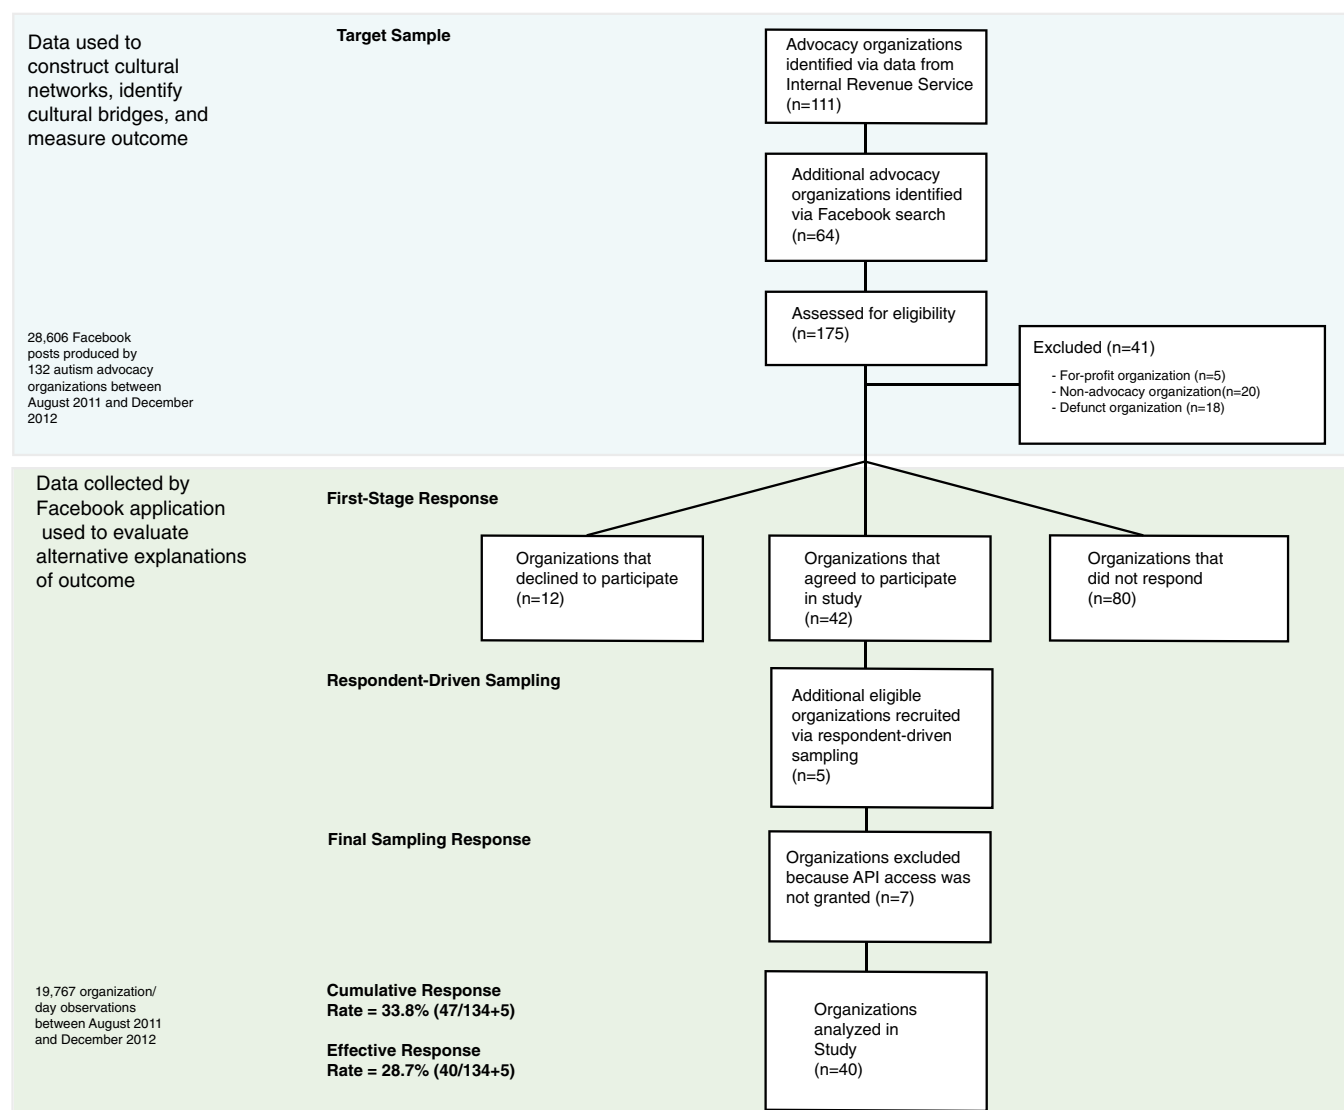 Data used to
construct cultural
networks, identify
cultural bridges, and
measure outcome
Target Sample
Advocacy organizations
identified via data from
Internal Revenue Service
(n=111)
Additional advocacy
organizations identified
via Facebook search
(n=64)
Assessed for eligibility
(n=175)
28,606 Facebook
posts produced by
132 autism advocacy
organizations between
August 2011 and December
2012
Excluded (n=41)
- For-profit organization (n=5)
- Non-advocacy organization(n=20)
- Defunct organization (n=18)
Data collected by
Facebook application
used to evaluate
alternative explanations
of outcome
First-Stage Response
Organizations that
declined to participate
(n=12)
Organizations that
agreed to participate
in study
(n=42)
Organizations that
did not respond
(n=80)
Respondent-Driven Sampling
Additional eligible
organizations recruited
via respondent-driven
sampling
(n=5)
Final Sampling Response
Organizations excluded
because API access was
not granted (n=7)
19,767 organization/
day observations
between August 2011
and December 2012
Cumulative Response
Rate = 33.8% (47/134+5)
Effective Response
Rate = 28.7% (40/134+5)
Organizations
analyzed in
Study
(n=40)